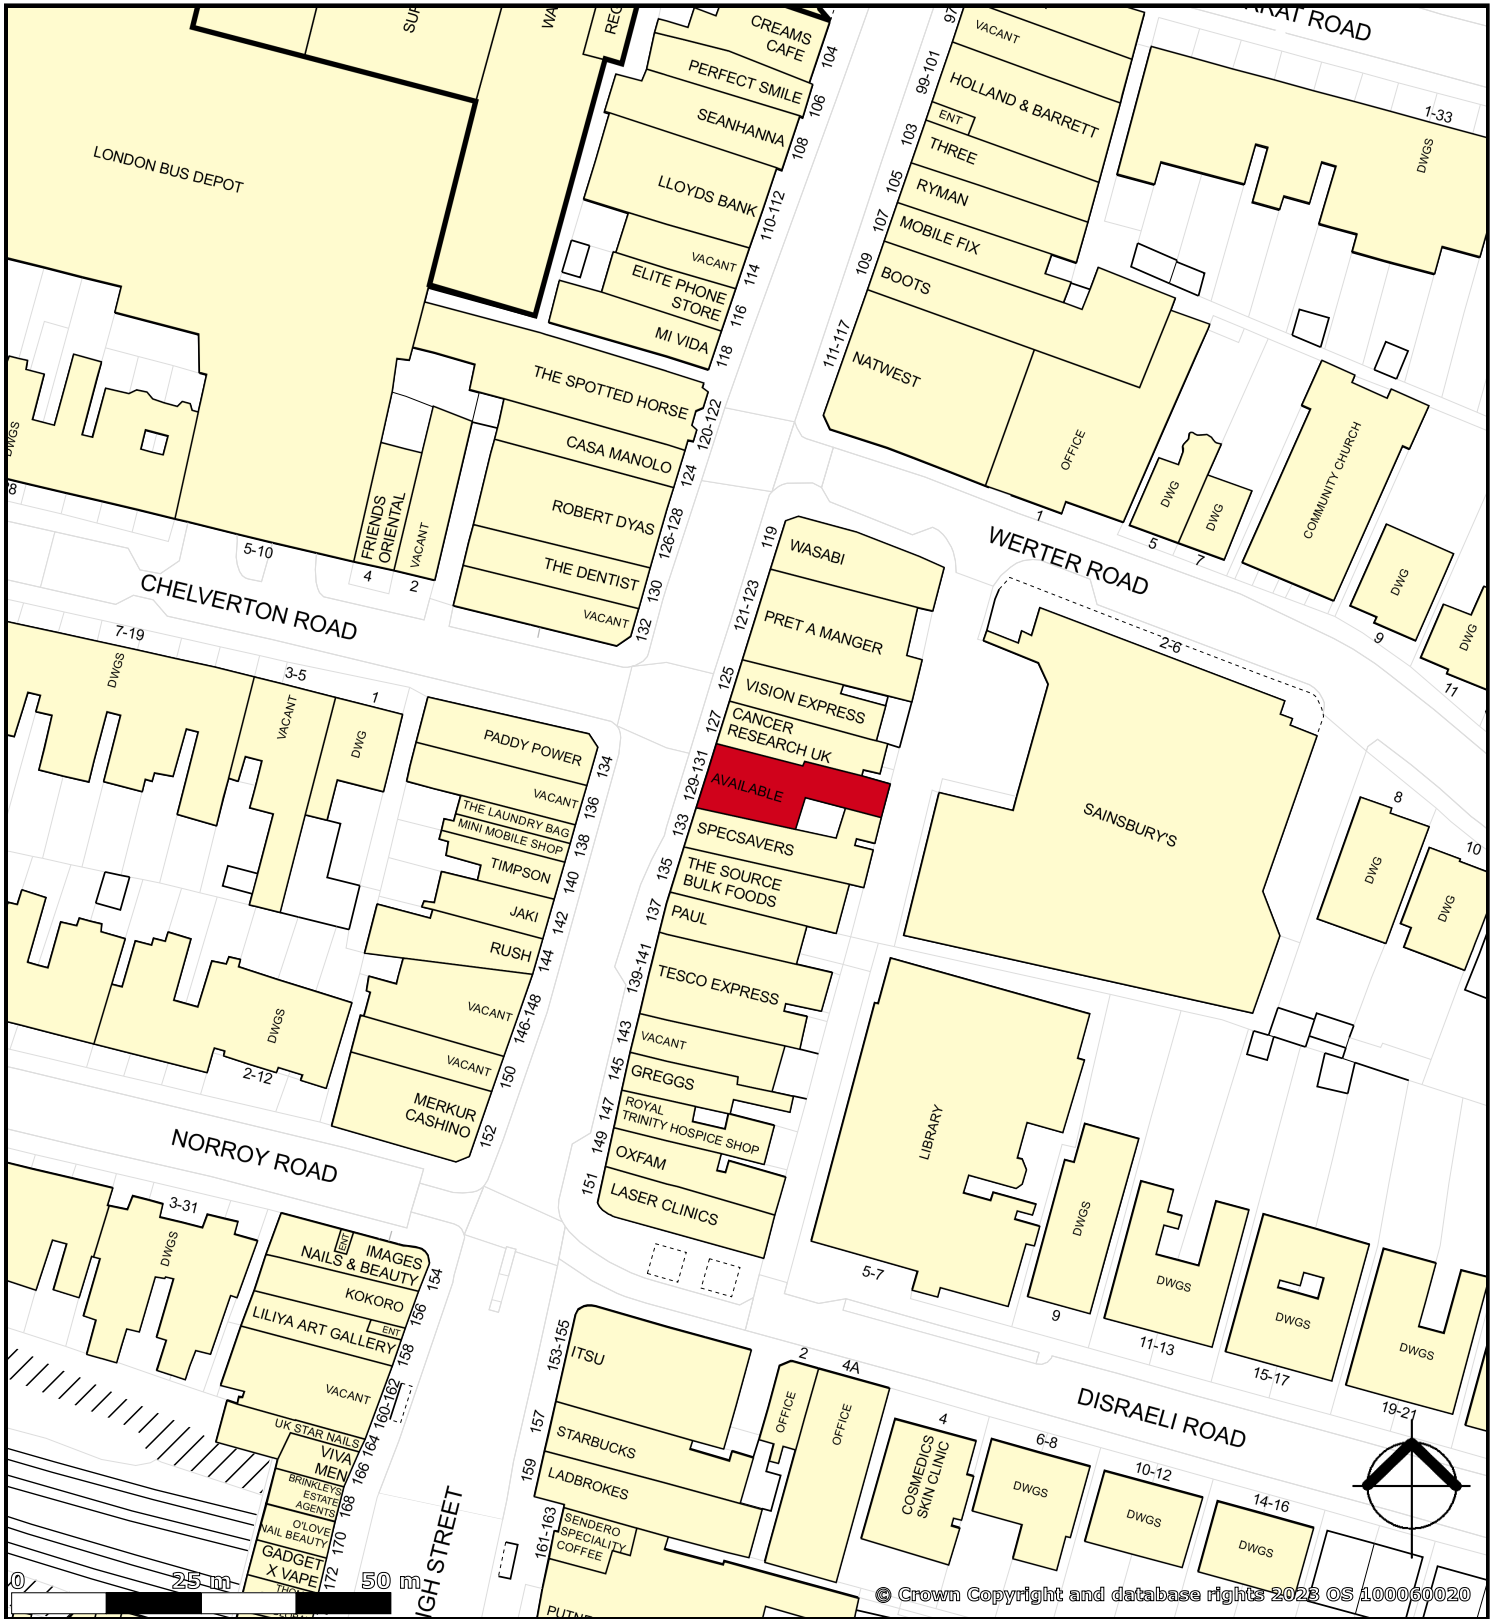 LONDON BUS DEPOT
CREAMS
CAFE
104
PERFECT SMILE
106
SEANHANNA
108
LLOYDS BANK
110-112
VACANT
114
ELITE PHONE
STORE
116
MI VIDA
118
THE SPOTTED HORSE
120-122
CASA MANOLO
124
ROBERT DYAS
126-128
THE DENTIST
130
VACANT
132
FRIENDS
ORIENTAL
VACANT
5-10
4
2
DWGS
CHELVERTON ROAD
VACANT
99-101
HOLLAND & BARRETT
ENT
103
THREE
105
RYMAN
107
MOBILE FIX
109
BOOTS
111-117
NATWEST
OFFICE
1
DWG
5
DWG
7
COMMUNITY CHURCH
DWG
9
DWG
11
1-33
DWGS
WERTER ROAD
119
WASABI
121-123
PRET A MANGER
125
VISION EXPRESS
127
CANCER
RESEARCH UK
129-131
AVAILABLE
133
SPECSAVERS
135
THE SOURCE
BULK FOODS
137
PAUL
139-141
TESCO EXPRESS
143
VACANT
145
GREGGS
147
ROYAL
TRINITY HOSPICE SHOP
149
OXFAM
151
LASER CLINICS
2-6
SAINSBURY'S
8
DWG
10
DWG
7-19
DWGS
3-5
VACANT
1
DWG
PADDY POWER
134
VACANT
136
THE LAUNDRY BAG
MINI MOBILE SHOP
138
TIMPSON
140
JAKI
142
RUSH
144
VACANT
146-148
VACANT
150
MERKUR
CASHINO
152
DWGS
2-12
NORROY ROAD
3-31
DWGS
ENT
IMAGES
NAILS & BEAUTY
154
KOKORO
156
LILIYA ART GALLERY
ENT
158
VACANT
160-162
UK STAR NAILS
164
VIVA
MEN
166
BRINKLEYS
ESTATE
AGENTS
168
O'LOVE
NAIL BEAUTY
170
GADGET
X VAPE
172
LIBRARY
5-7
DWGS
9
DWGS
11-13
DWGS
15-17
DWGS
19-21
DISRAELI ROAD
153-155
ITSU
157
STARBUCKS
159
LADBROKES
161-163
SENDERO
SPECIALITY
COFFEE
2
OFFICE
4A
OFFICE
4
COSMEDICS
SKIN CLINIC
6-8
DWGS
10-12
DWGS
14-16
DWGS
0
25 m
50 m
© Crown Copyright and database rights 2023 OS 100060020